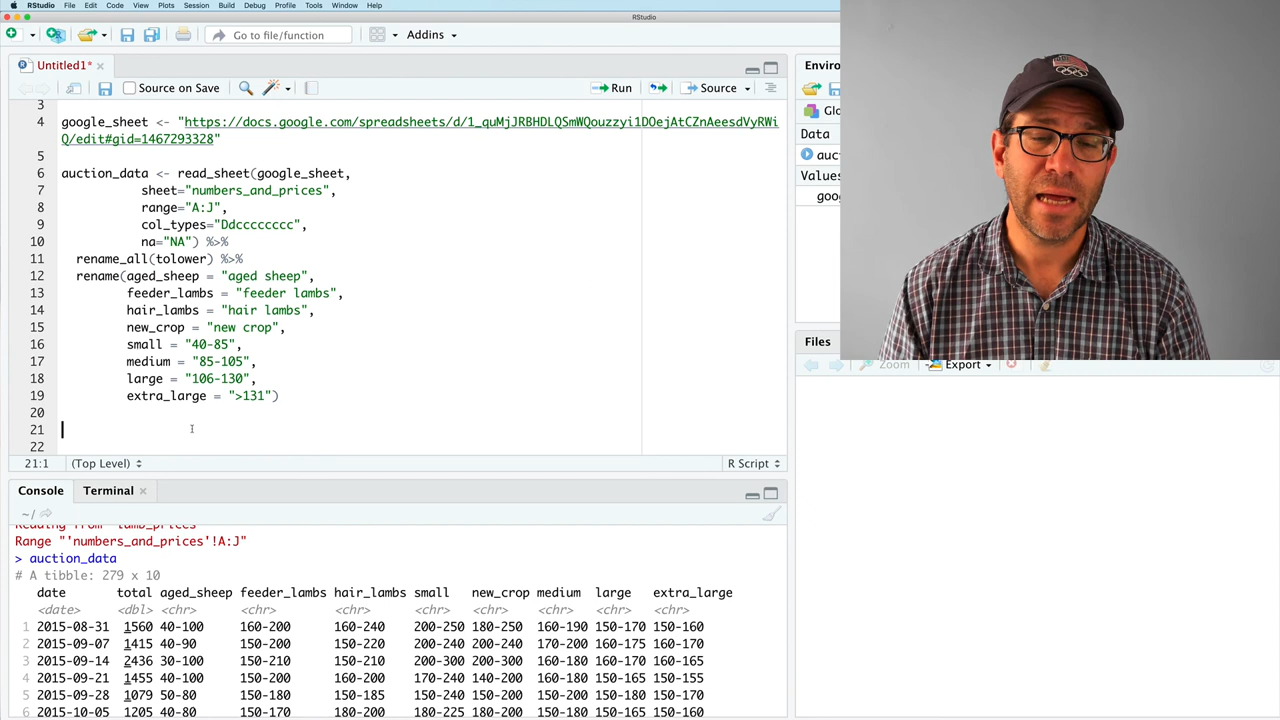 RStudio File Edit Code View Plots Session Build Debug Profile Tools Window Help
RStudio
Go to file/function Addins
Untitled1*
Source on Save Run Source
3
4 google_sheet <- "https://docs.google.com/spreadsheets/d/1_quMjJRBHDLQSmWQouzzyi1DOejAtCZnAeesdVyRWi
Q/edit#gid=1467293328"
5
6 auction_data <- read_sheet(google_sheet,
7 sheet="numbers_and_prices",
8 range="A:J",
9 col_types="Ddcccccccc",
10 na="NA") %>%
11 rename_all(tolower) %>%
12 rename(aged_sheep = "aged sheep",
13 feeder_lambs = "feeder lambs",
14 hair_lambs = "hair lambs",
15 new_crop = "new crop",
16 small = "40-85",
17 medium = "85-105",
18 large = "106-130",
19 extra_large = ">131")
20
21
22
21:1 (Top Level) R Script
Console Terminal
~/
Reading from 'lamb_prices'
Range "'numbers_and_prices'!A:J"
> auction_data
# A tibble: 279 x 10
date total aged_sheep feeder_lambs hair_lambs small new_crop medium large extra_large
<date> <dbl> <chr> <chr> <chr> <chr> <chr> <chr> <chr> <chr>
1 2015-08-31 1560 40-100 160-200 160-240 200-250 180-250 160-190 150-170 150-160
2 2015-09-07 1415 40-90 150-200 150-220 200-240 200-240 170-200 160-175 160-170
3 2015-09-14 2436 30-100 150-210 150-210 200-300 200-300 160-180 160-170 160-165
4 2015-09-21 1455 40-100 150-200 160-200 170-240 140-200 160-180 150-165 150-155
5 2015-09-28 1079 50-80 150-180 150-185 150-240 150-200 150-200 150-180 150-170
6 2015-10-05 1205 40-80 150-170 180-200 180-225 180-200 150-180 150-165 150-160
Enviro
Glo
Data
auc
Values
goo
Files
Zoom Export